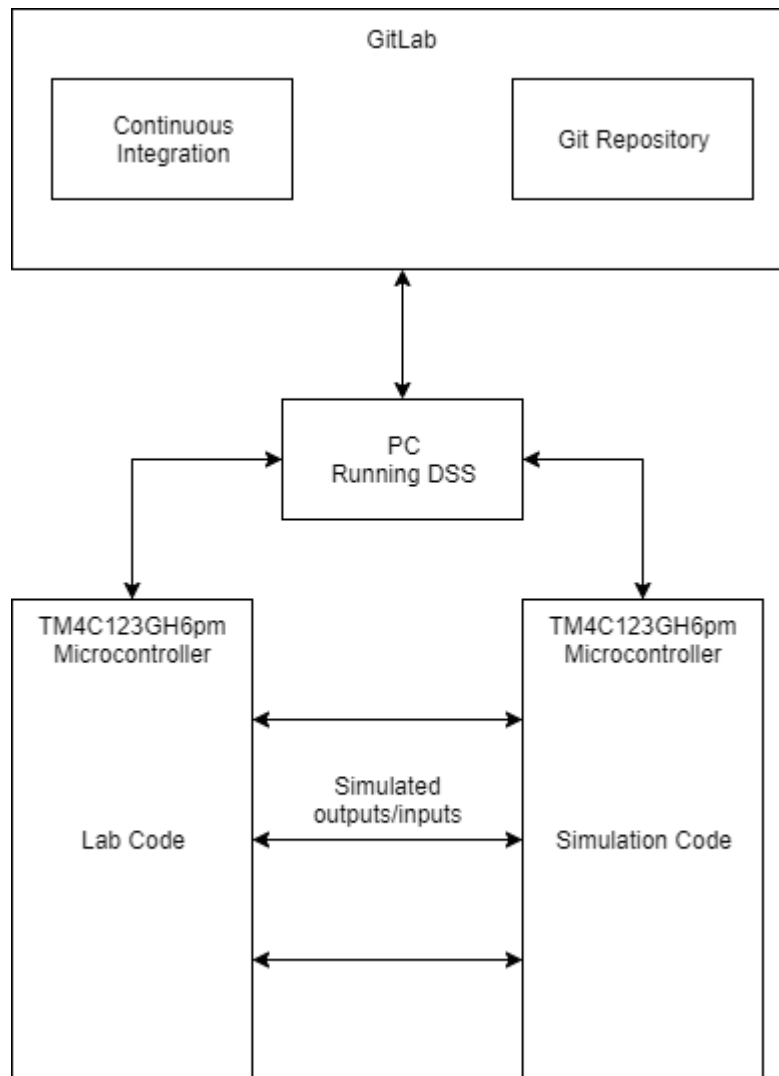 GitLab
Continuous
Integration
Git Repository
PC
Running DSS
TM4C123GH6pm
Microcontroller
TM4C123GH6pm
Microcontroller
Simulated
outputs/inputs
Lab Code
Simulation Code